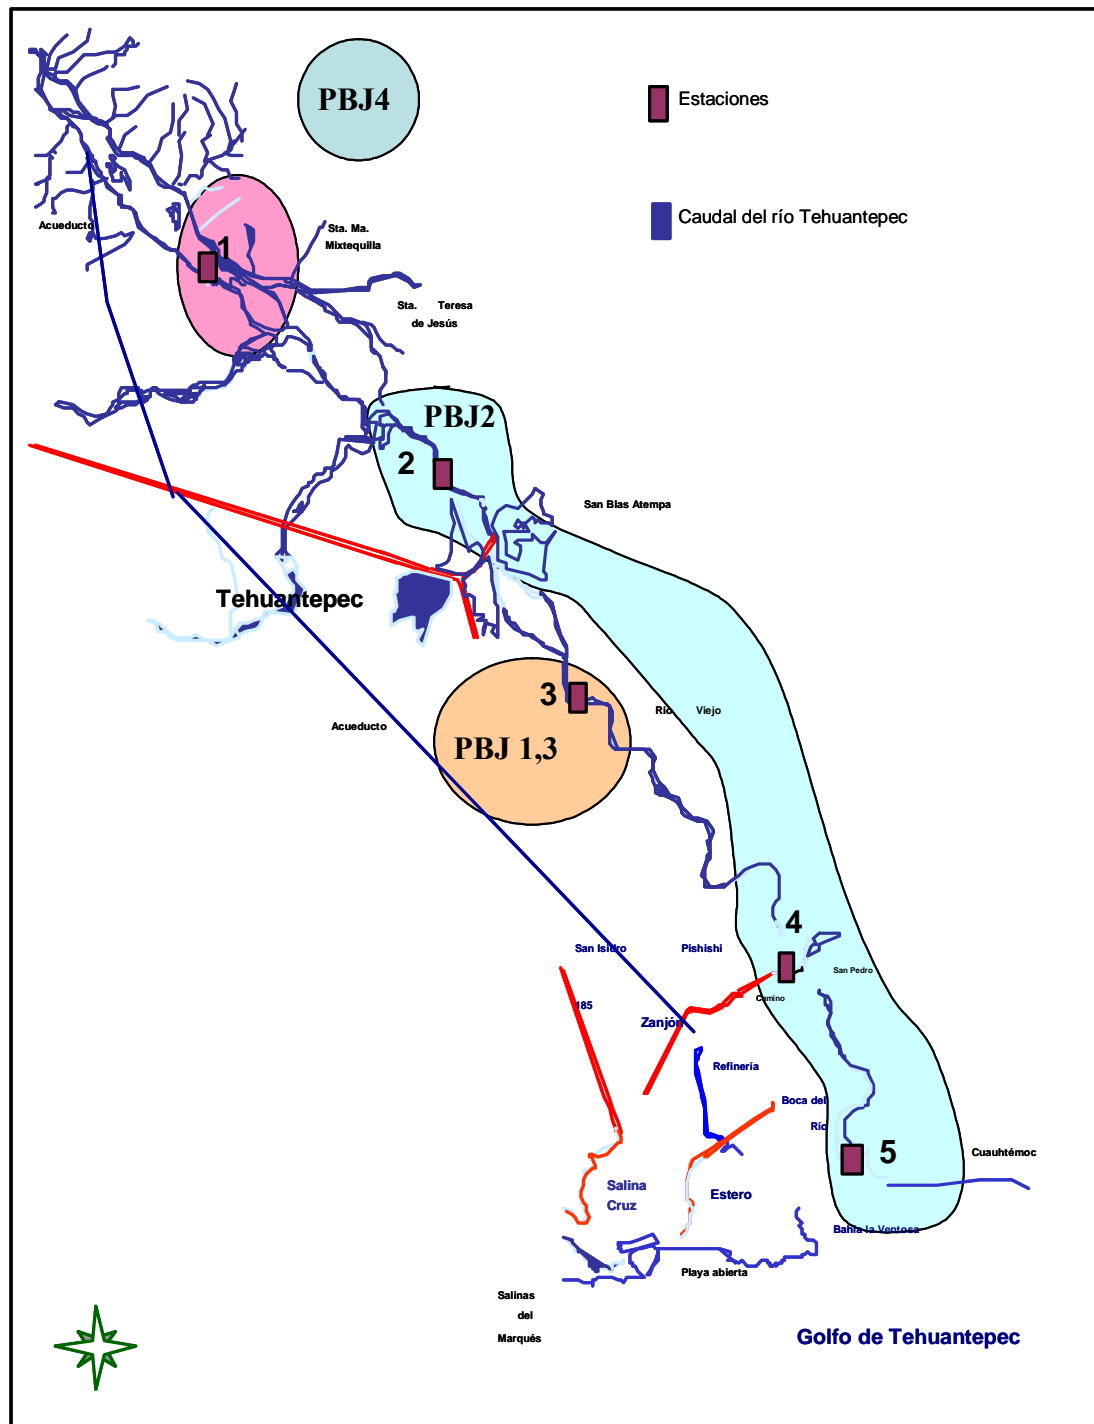 PBJ4
Estaciones
Caudal del río Tehuantepec
Acueducto
1
Sta. Ma.
Mixtequilla
Sta. Teresa
de Jesús
PBJ2
2
San Blas Atempa
Tehuantepec
3
Río Viejo
Acueducto
PBJ 1,3
4
San Isidro
Pishishi
San Pedro
Camino
185
Zanjón
Refinería
Boca del
Río
5
Cuauhtémoc
Salina
Cruz
Estero
Bahía la Ventosa
Playa abierta
Salinas
del
Marqués
Golfo de Tehuantepec